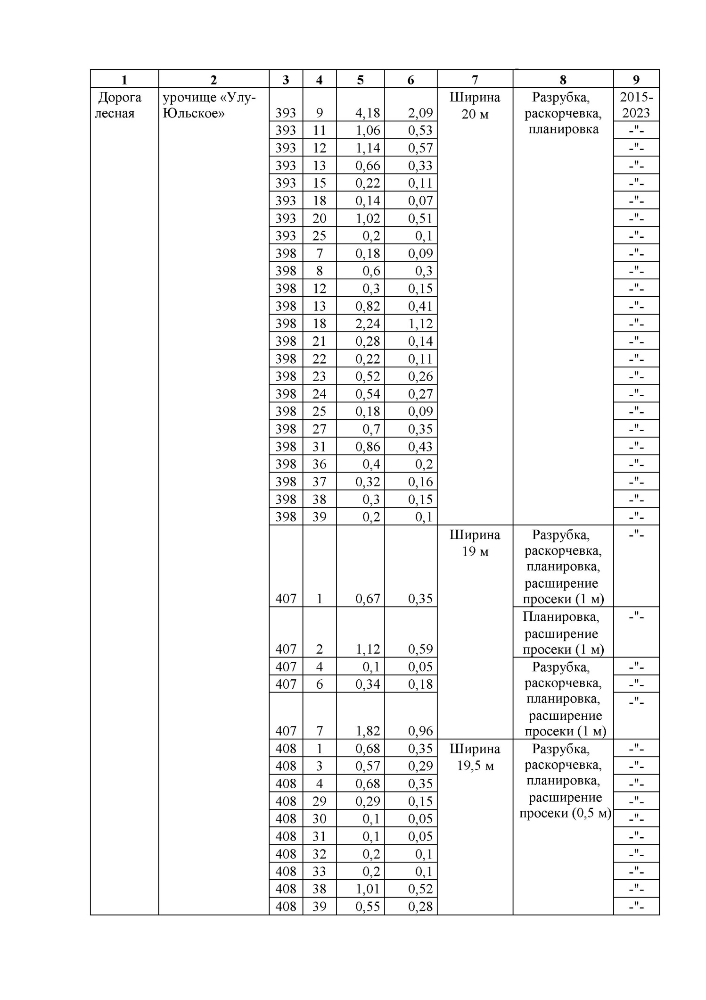 1 2 3 4 5 6 7 8 9
Дорога урочище «Улу- Ширина Разрубка, 2015-
лесная Юльское» 393 9 4,18 2,09 20 м раскорчевка, 2023
393 11 1,06 0,53 планировка -"-
393 12 1,14 0,57 -"-
393 13 0,66 0,33 -"-
393 15 0,22 0,11 -"-
393 18 0,14 0,07 -"-
393 20 1,02 0,51 -"-
393 25 0,2 0,1 -"-
398 7 0,18 0,09 -"-
398 8 0,6 0,3 -"-
398 12 0,3 0,15 -"-
398 13 0,82 0,41 -"-
398 18 2,24 1,12 -"-
398 21 0,28 0,14 -"-
398 22 0,22 0,11 -"-
398 23 0,52 0,26 -"-
398 24 0,54 0,27 -"-
398 25 0,18 0,09 -"-
398 27 0,7 0,35 -"-
398 31 0,86 0,43 -"-
398 36 0,4 0,2 -"-
398 37 0,32 0,16 -"-
398 38 0,3 0,15 -"-
398 39 0,2 0,1 -"-
Ширина Разрубка, -"-
19 м раскорчевка,
планировка,
расширение
407 1 0,67 0,35 просеки (1 м)
Планировка, -"-
расширение
407 2 1,12 0,59 просеки (1 м)
407 4 0,1 0,05 Разрубка, -"-
407 6 0,34 0,18 раскорчевка, -"-
планировка, -"-
расширение
407 7 1,82 0,96 просеки (1 м)
408 1 0,68 0,35 Ширина Разрубка, -"-
408 3 0,57 0,29 19,5 м раскорчевка, -"-
408 4 0,68 0,35 планировка, -"-
408 29 0,29 0,15 расширение -"-
408 30 0,1 0,05 просеки (0,5 м) -"-
408 31 0,1 0,05 -"-
408 32 0,2 0,1 -"-
408 33 0,2 0,1 -"-
408 38 1,01 0,52 -"-
408 39 0,55 0,28 -"-